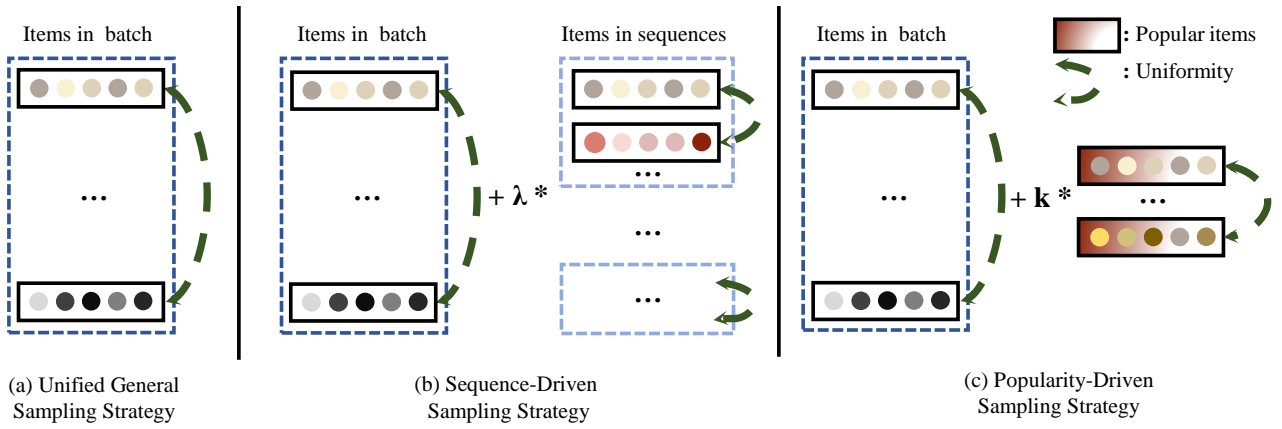 Items in batch
...
(a) Unified General
Sampling Strategy
Items in batch
...
+ λ *
Items in sequences
...
...
...
(b) Sequence-Driven
Sampling Strategy
Items in batch
...
+ k *
...
: Popular items
: Uniformity
(c) Popularity-Driven
Sampling Strategy